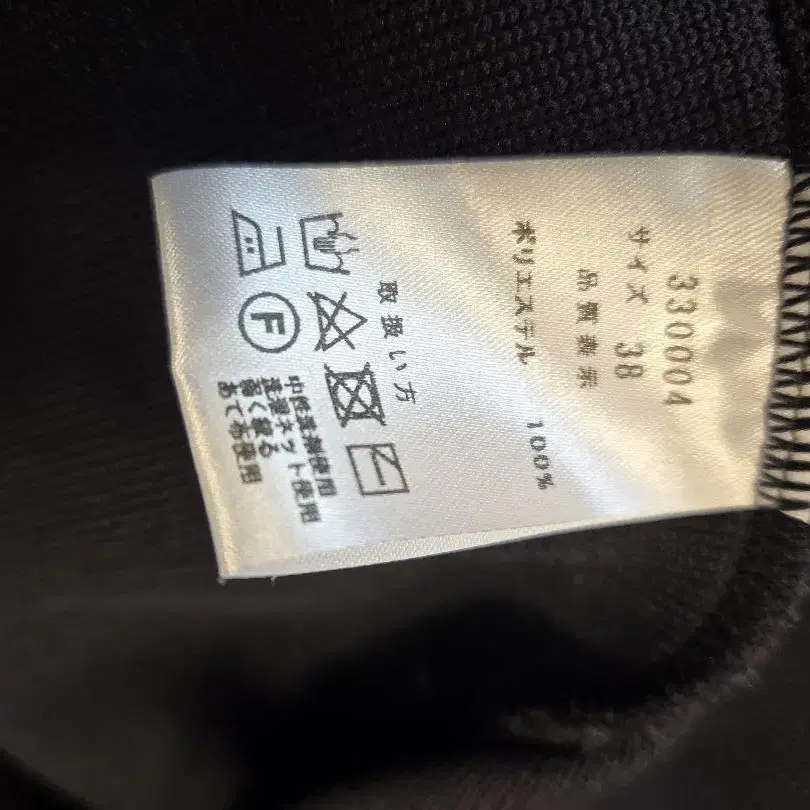 330004
サイズ 38
品質表示
ポリエステル 100%
取扱い方
F
中性洗剤使用
洗濯ネット使用
弱く絞る
あて布使用